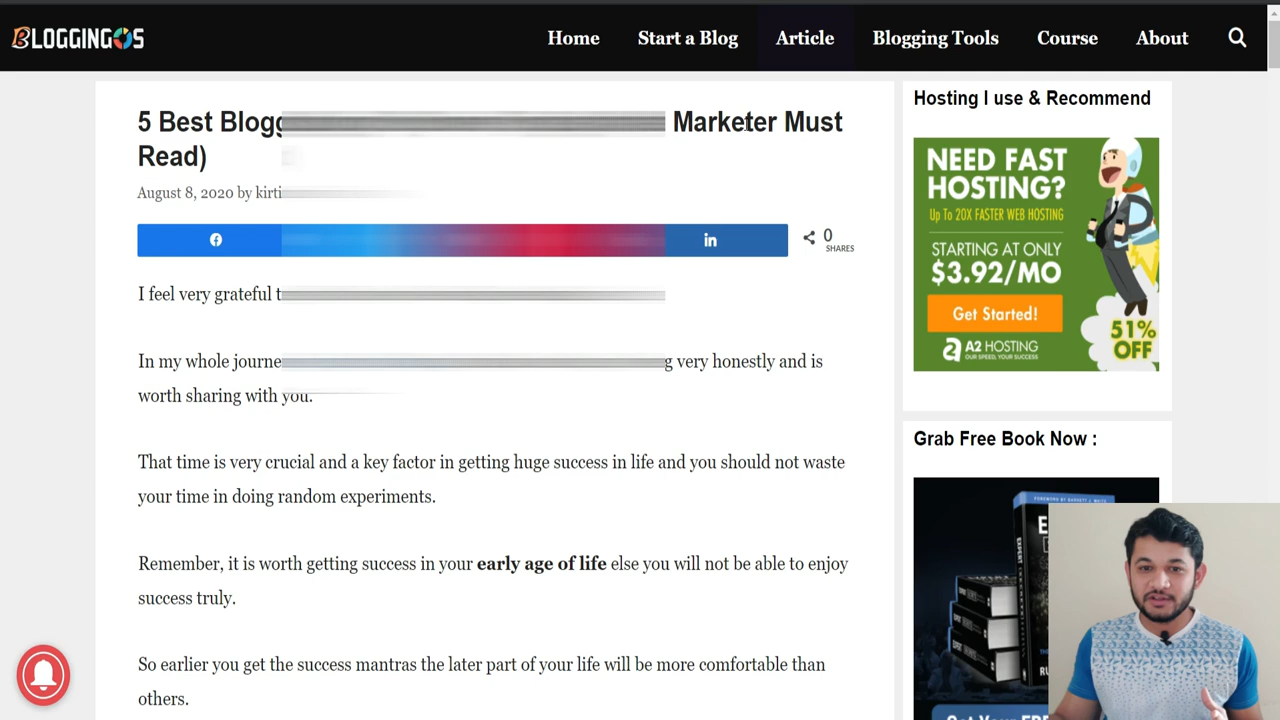 BLOGGINGOS
Home Start a Blog Article Blogging Tools Course About
5 Best Marketer Must
Read)
August 8, 2020 by kirti
0
SHARES
I feel very grateful
In my whole very honestly and is
worth sharing with you.
That time is very crucial and a key factor in getting huge success in life and you should not waste
your time in doing random experiments.
Remember, it is worth getting success in your early age of life else you will not be able to enjoy
success truly.
So earlier you get the success mantras the later part of your life will be more comfortable than
others.
Hosting I use & Recommend
NEED FAST
HOSTING?
Up To 20X FASTER WEB HOSTING
STARTING AT ONLY
$3.92/MO
Get Started!
51%
OFF
A2 HOSTING
OUR SPEED, YOUR SUCCESS
Grab Free Book Now :